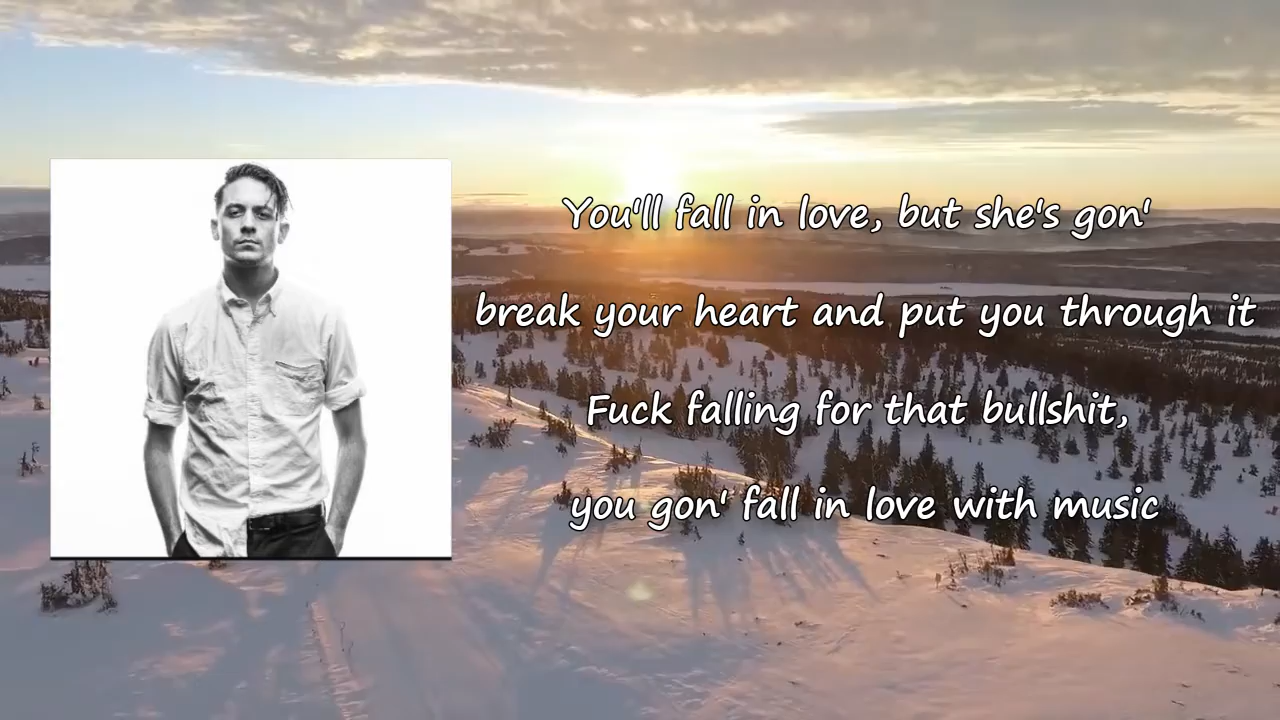 You'll fall in love, but she's gon'
break your heart and put you through it
Fuck falling for that bullshit,
you gon' fall in love with music